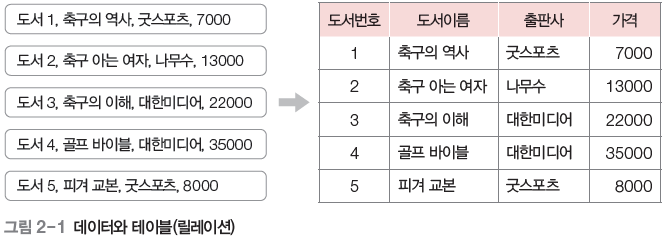 도서 1, 축구의 역사, 굿스포츠, 7000
도서 2, 축구 아는 여자, 나무수, 13000
도서 3, 축구의 이해, 대한미디어, 22000
도서 4, 골프 바이블, 대한미디어, 35000
도서 5, 피겨 교본, 굿스포츠, 8000
도서번호 도서이름 출판사 가격
1 축구의 역사 굿스포츠 7000
2 축구 아는 여자 나무수 13000
3 축구의 이해 대한미디어 22000
4 골프 바이블 대한미디어 35000
5 피겨 교본 굿스포츠 8000
그림 2-1 데이터와 테이블(릴레이션)